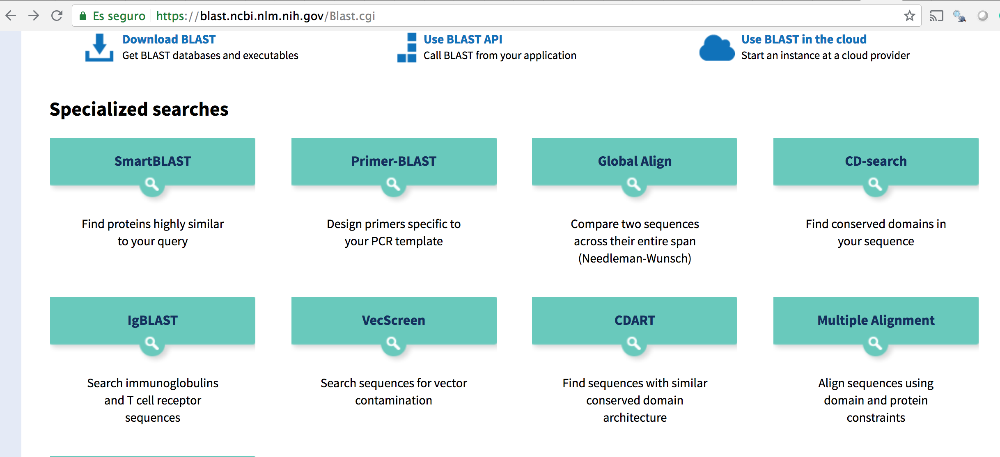 Es seguro https://blast.ncbi.nlm.nih.gov/Blast.cgi
Download BLAST
Get BLAST databases and executables
Use BLAST API
Call BLAST from your application
Use BLAST in the cloud
Start an instance at a cloud provider
Specialized searches
SmartBLAST
Find proteins highly similar
to your query
Primer-BLAST
Design primers specific to
your PCR template
Global Align
Compare two sequences
across their entire span
(Needleman-Wunsch)
CD-search
Find conserved domains in
your sequence
IgBLAST
Search immunoglobulins
and T cell receptor
sequences
VecScreen
Search sequences for vector
contamination
CDART
Find sequences with similar
conserved domain
architecture
Multiple Alignment
Align sequences using
domain and protein
constraints